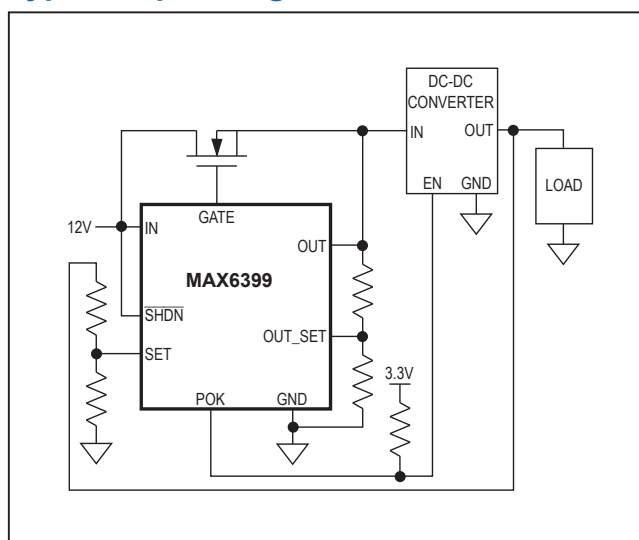 DC-DC
CONVERTER
IN
OUT
EN
GND
LOAD
GATE
12V
IN
OUT
MAX6399
SHDN
OUT_SET
SET
3.3V
POK
GND